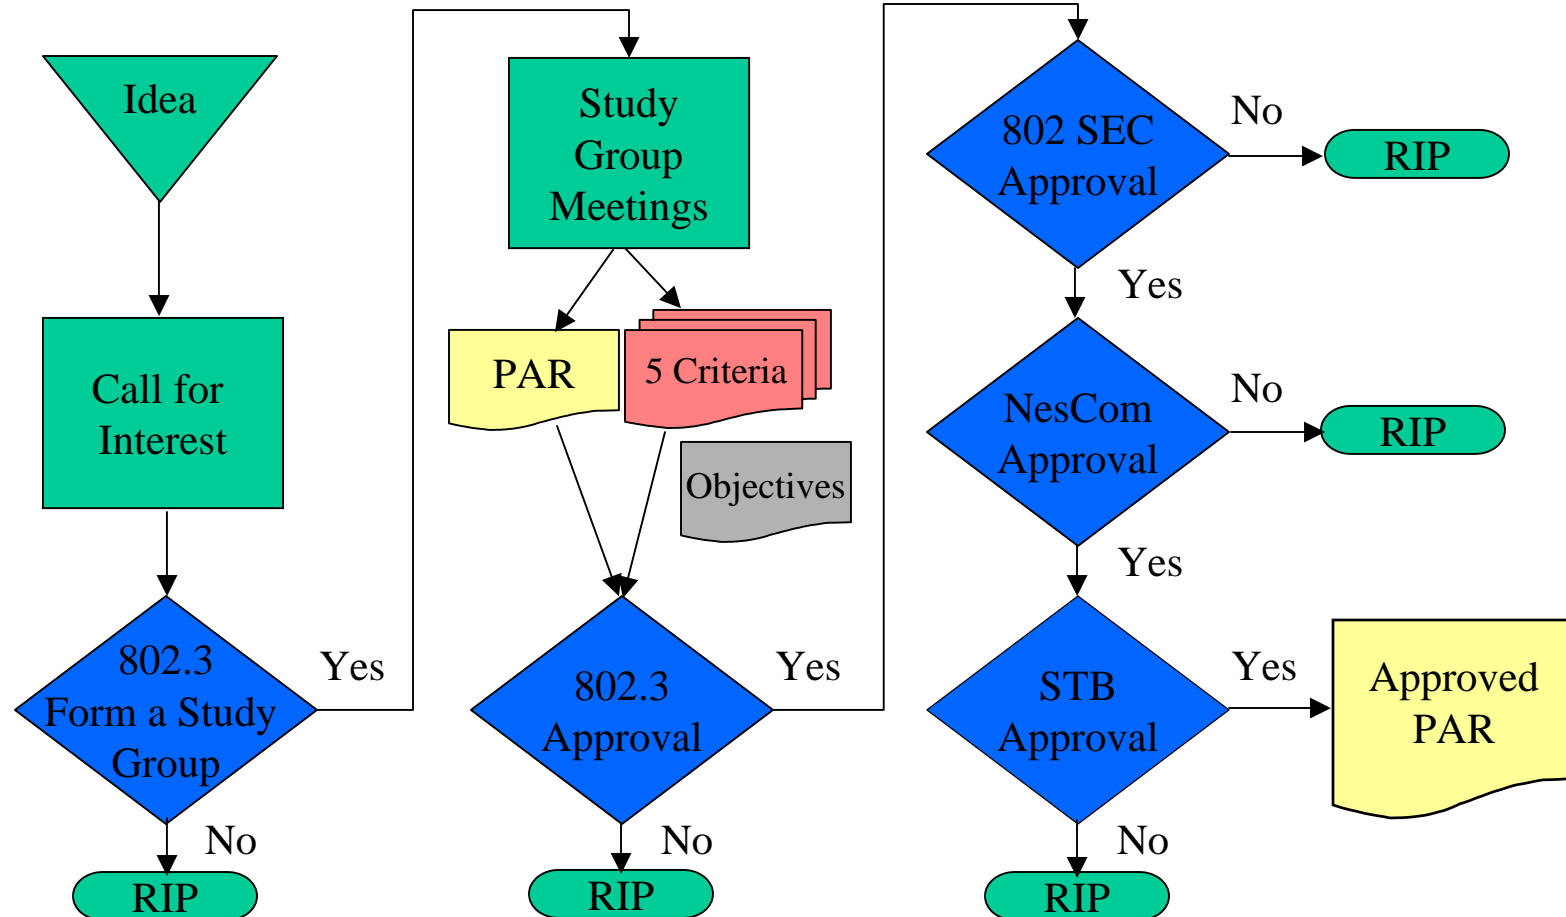 Idea
Call for
Interest
802.3
Form a Study
Group
Yes
No
RIP
Study
Group
Meetings
PAR
5 Criteria
Objectives
802.3
Approval
Yes
No
RIP
802 SEC
Approval
No
RIP
Yes
NesCom
Approval
No
RIP
Yes
STB
Approval
Yes
Approved
PAR
No
RIP